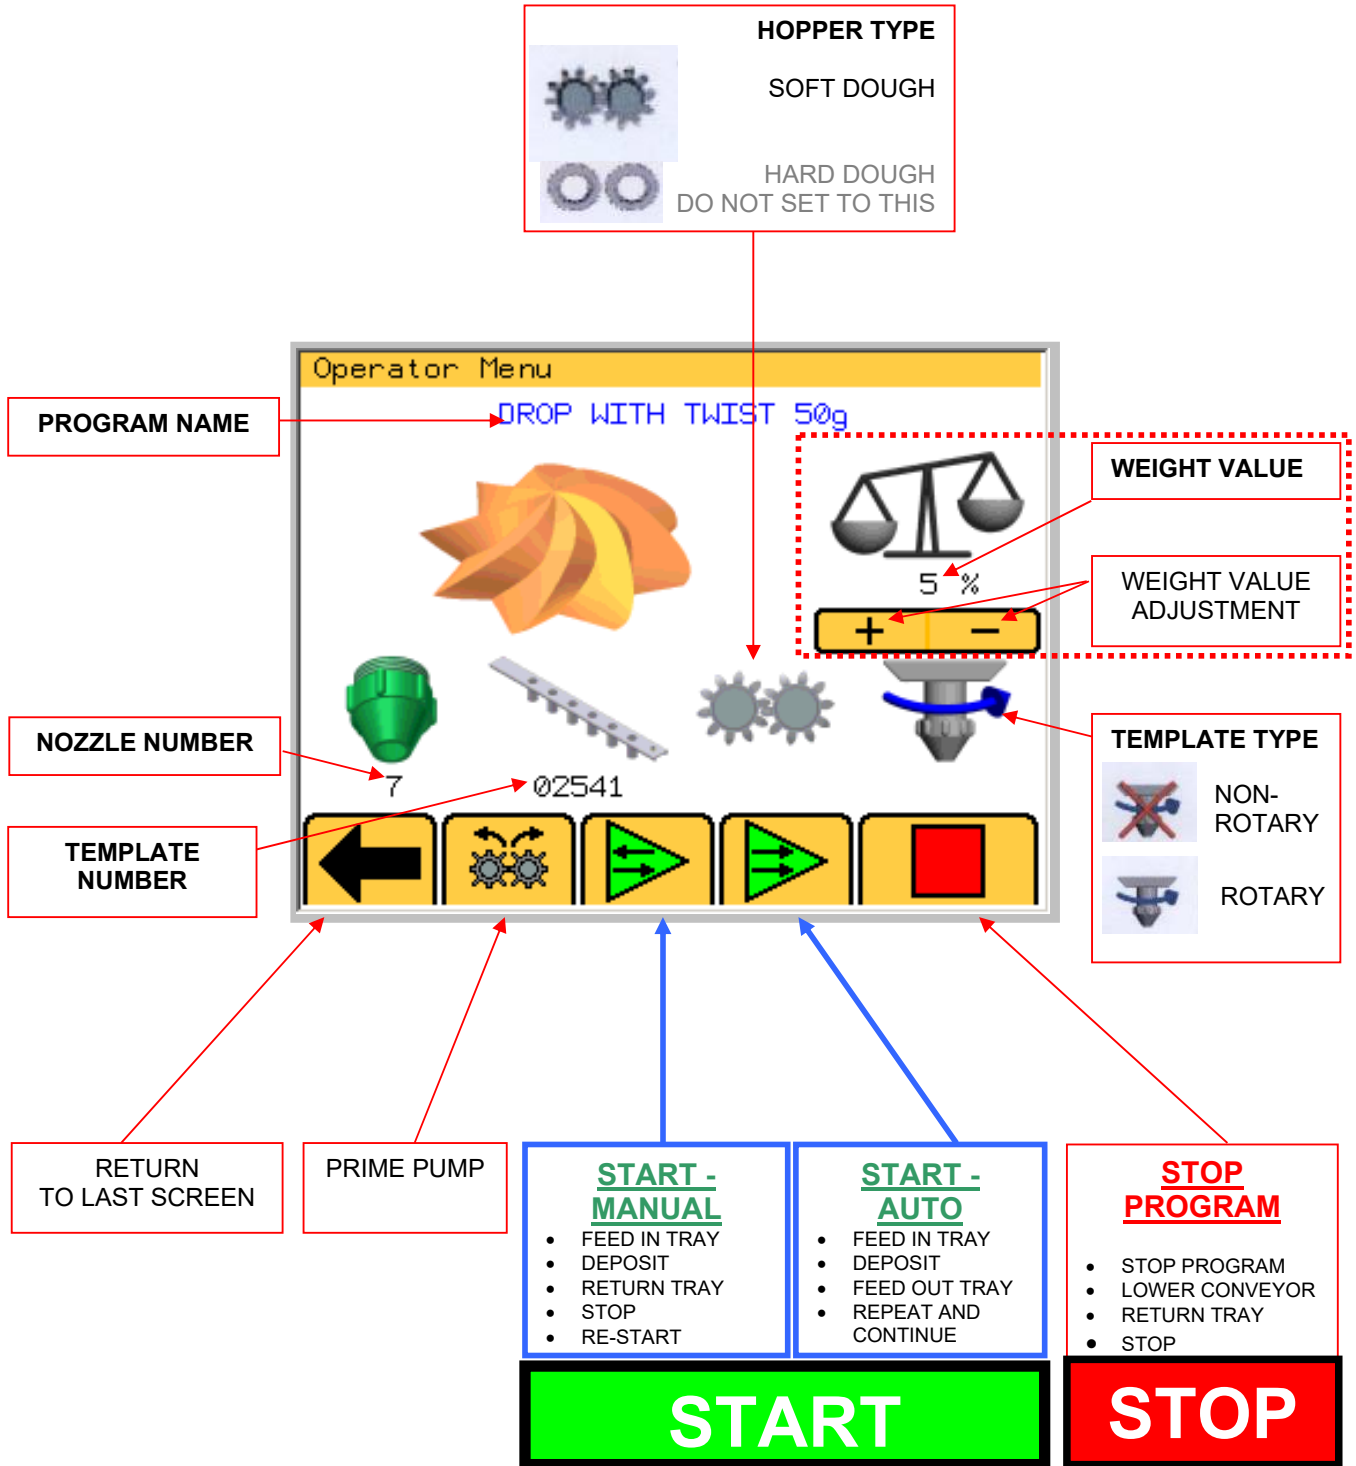 HOPPER TYPE
SOFT DOUGH
HARD DOUGH
DO NOT SET TO THIS
Operator Menu
DROP WITH TWIST 50g
PROGRAM NAME
WEIGHT VALUE
5 %
WEIGHT VALUE
ADJUSTMENT
+ −
NOZZLE NUMBER
7
02541
TEMPLATE
NUMBER
TEMPLATE TYPE
NON-
ROTARY
ROTARY
RETURN
TO LAST SCREEN
PRIME PUMP
START -
MANUAL
• FEED IN TRAY
• DEPOSIT
• RETURN TRAY
• STOP
• RE-START
START -
AUTO
• FEED IN TRAY
• DEPOSIT
• FEED OUT TRAY
• REPEAT AND
CONTINUE
STOP
PROGRAM
• STOP PROGRAM
• LOWER CONVEYOR
• RETURN TRAY
• STOP
START
STOP